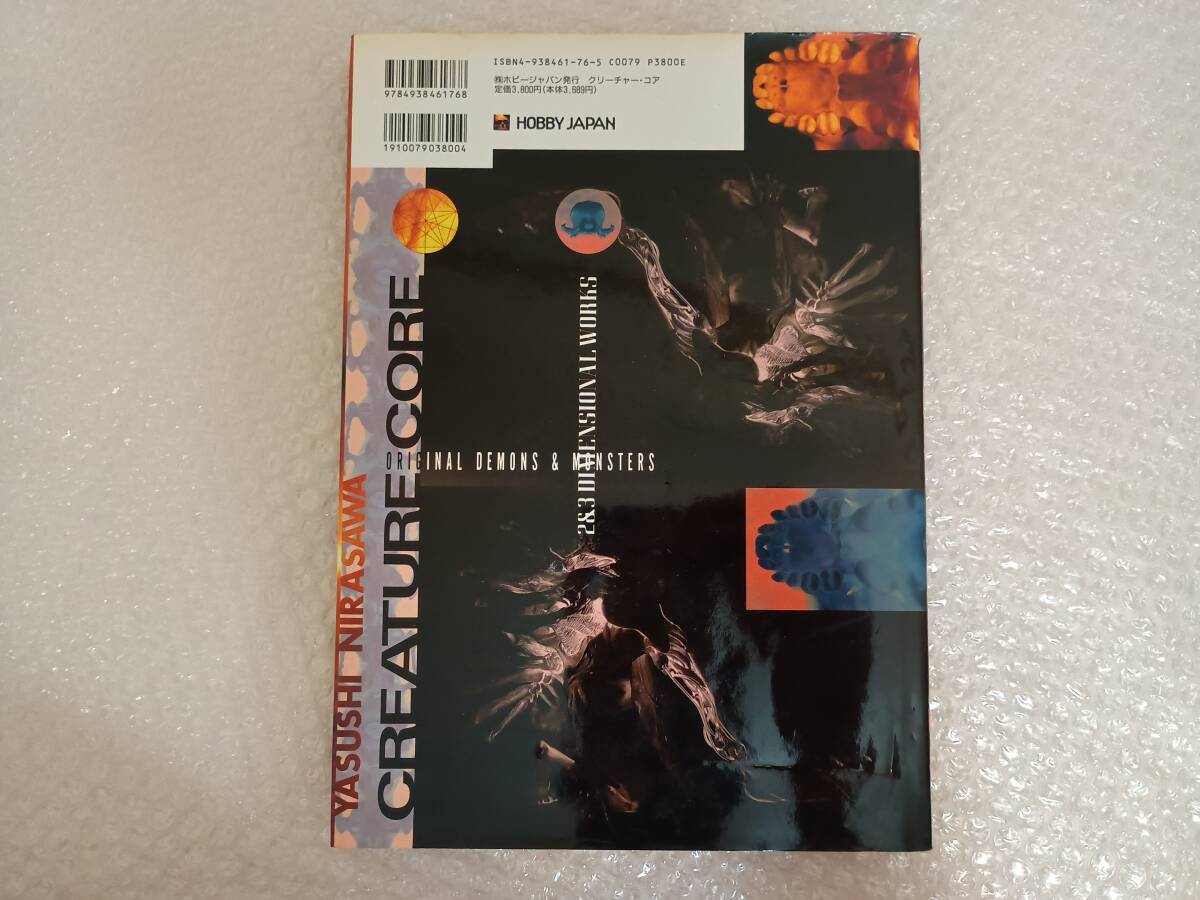 ISBN4-938461-76-5 C0079 P3800E
㈱ホビージャパン発行 クリーチャー・コア
定価3,800円(本体3,689円)
9784938461768
HOBBY JAPAN
1910079038004
YASUSHI NIRASAWA
CREATURE CORE
ORIGINAL DEMONS & MONSTERS
2&3 DIMENSIONAL WORKS